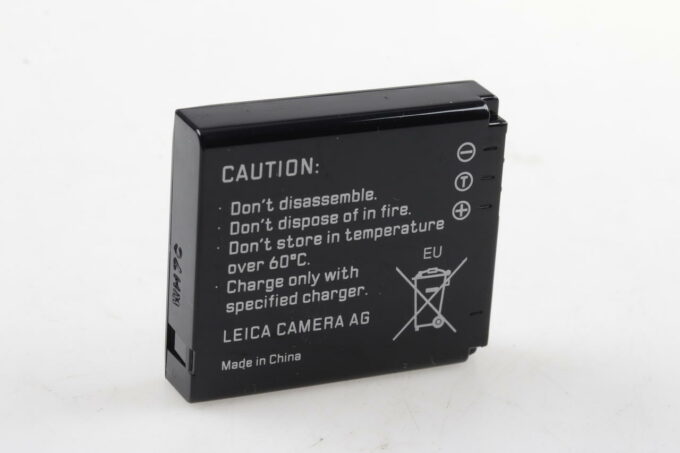 CAUTION:
· Don't disassemble.
· Don't dispose of in fire.
· Don't store in temperature
over 60°C.
· Charge only with
specified charger.
LEICA CAMERA AG
Made in China
⊖
Ⓣ
⊕
EU